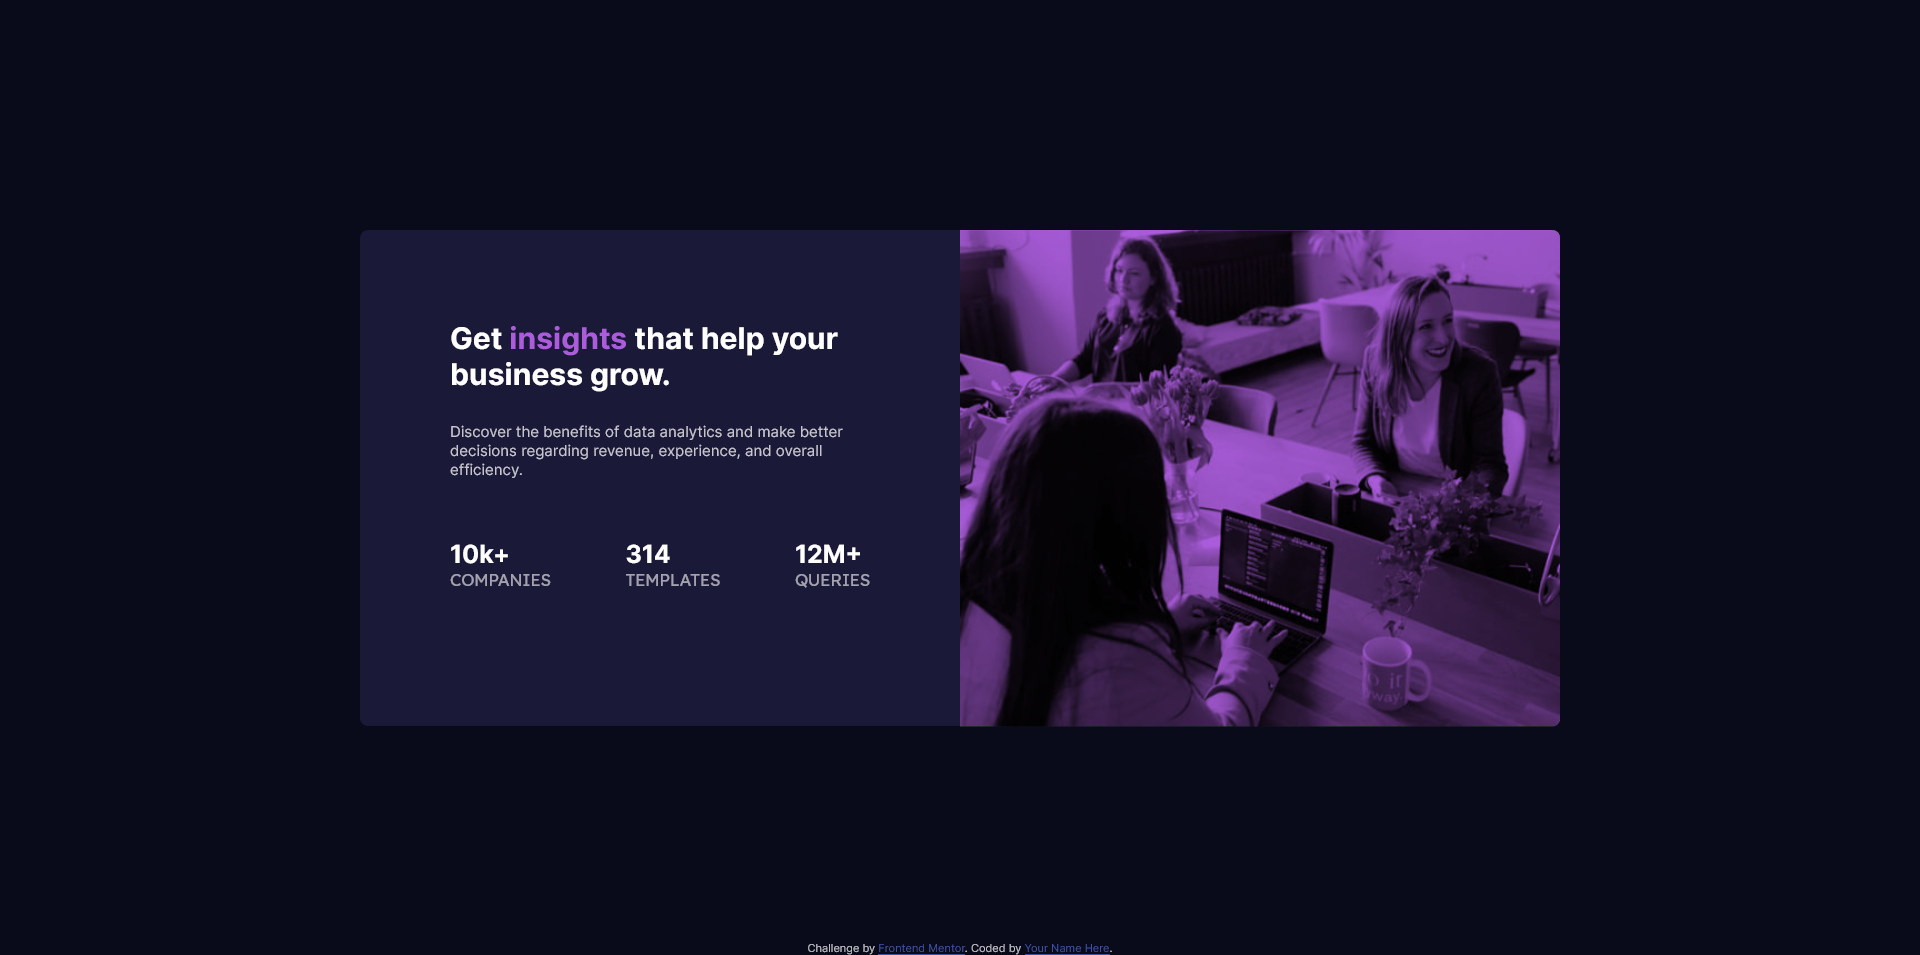 Get insights that help your
business grow.
Discover the benefits of data analytics and make better
decisions regarding revenue, experience, and overall
efficiency.
10k+ 314 12M+
COMPANIES TEMPLATES QUERIES
Challenge by Frontend Mentor. Coded by Your Name Here.